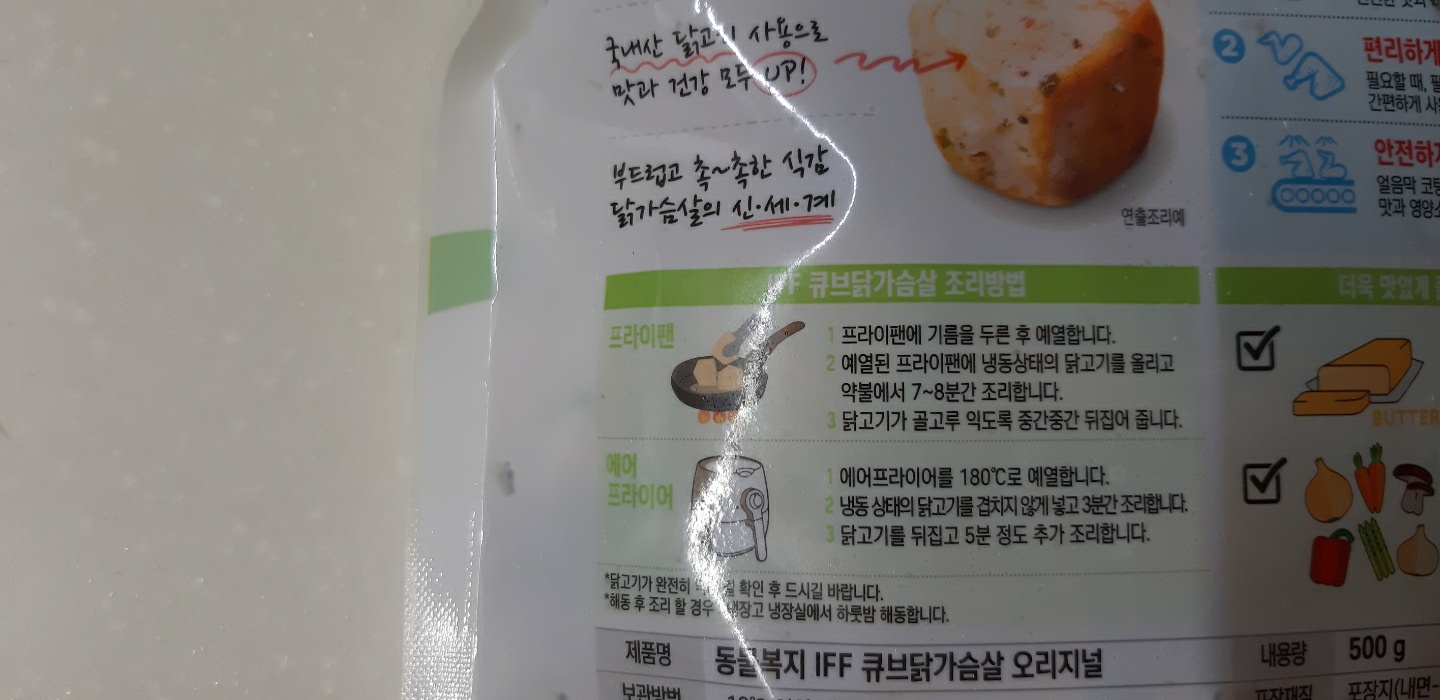 국내산 닭고기 사용으로
맛과 건강 모두 UP!
부드럽고 촉~촉한 식감
닭가슴살의 신·세·계
연출조리예
2 편리하게
필요할 때,
간편하게
3 안전하게
얼음막
맛과
IFF 큐브닭가슴살 조리방법
프라이팬
1 프라이팬에 기름을 두른 후 예열합니다.
2 예열된 프라이팬에 냉동상태의 닭고기를 올리고
약불에서 7~8분간 조리합니다.
3 닭고기가 골고루 익도록 중간중간 뒤집어 줍니다.
에어
프라이어
1 에어프라이어를 180℃로 예열합니다.
2 냉동 상태의 닭고기를 겹치지 않게 넣고 3분간 조리합니다.
3 닭고기를 뒤집고 5분 정도 추가 조리합니다.
*닭고기가 완전히 확인 후 드시길 바랍니다.
*해동 후 조리 할 경우 냉장고 냉장실에서 하룻밤 해동합니다.
더욱 맛있게
BUTTER
제품명 동물복지 IFF 큐브닭가슴살 오리지널
내용량 500 g
보관방법
포장재질